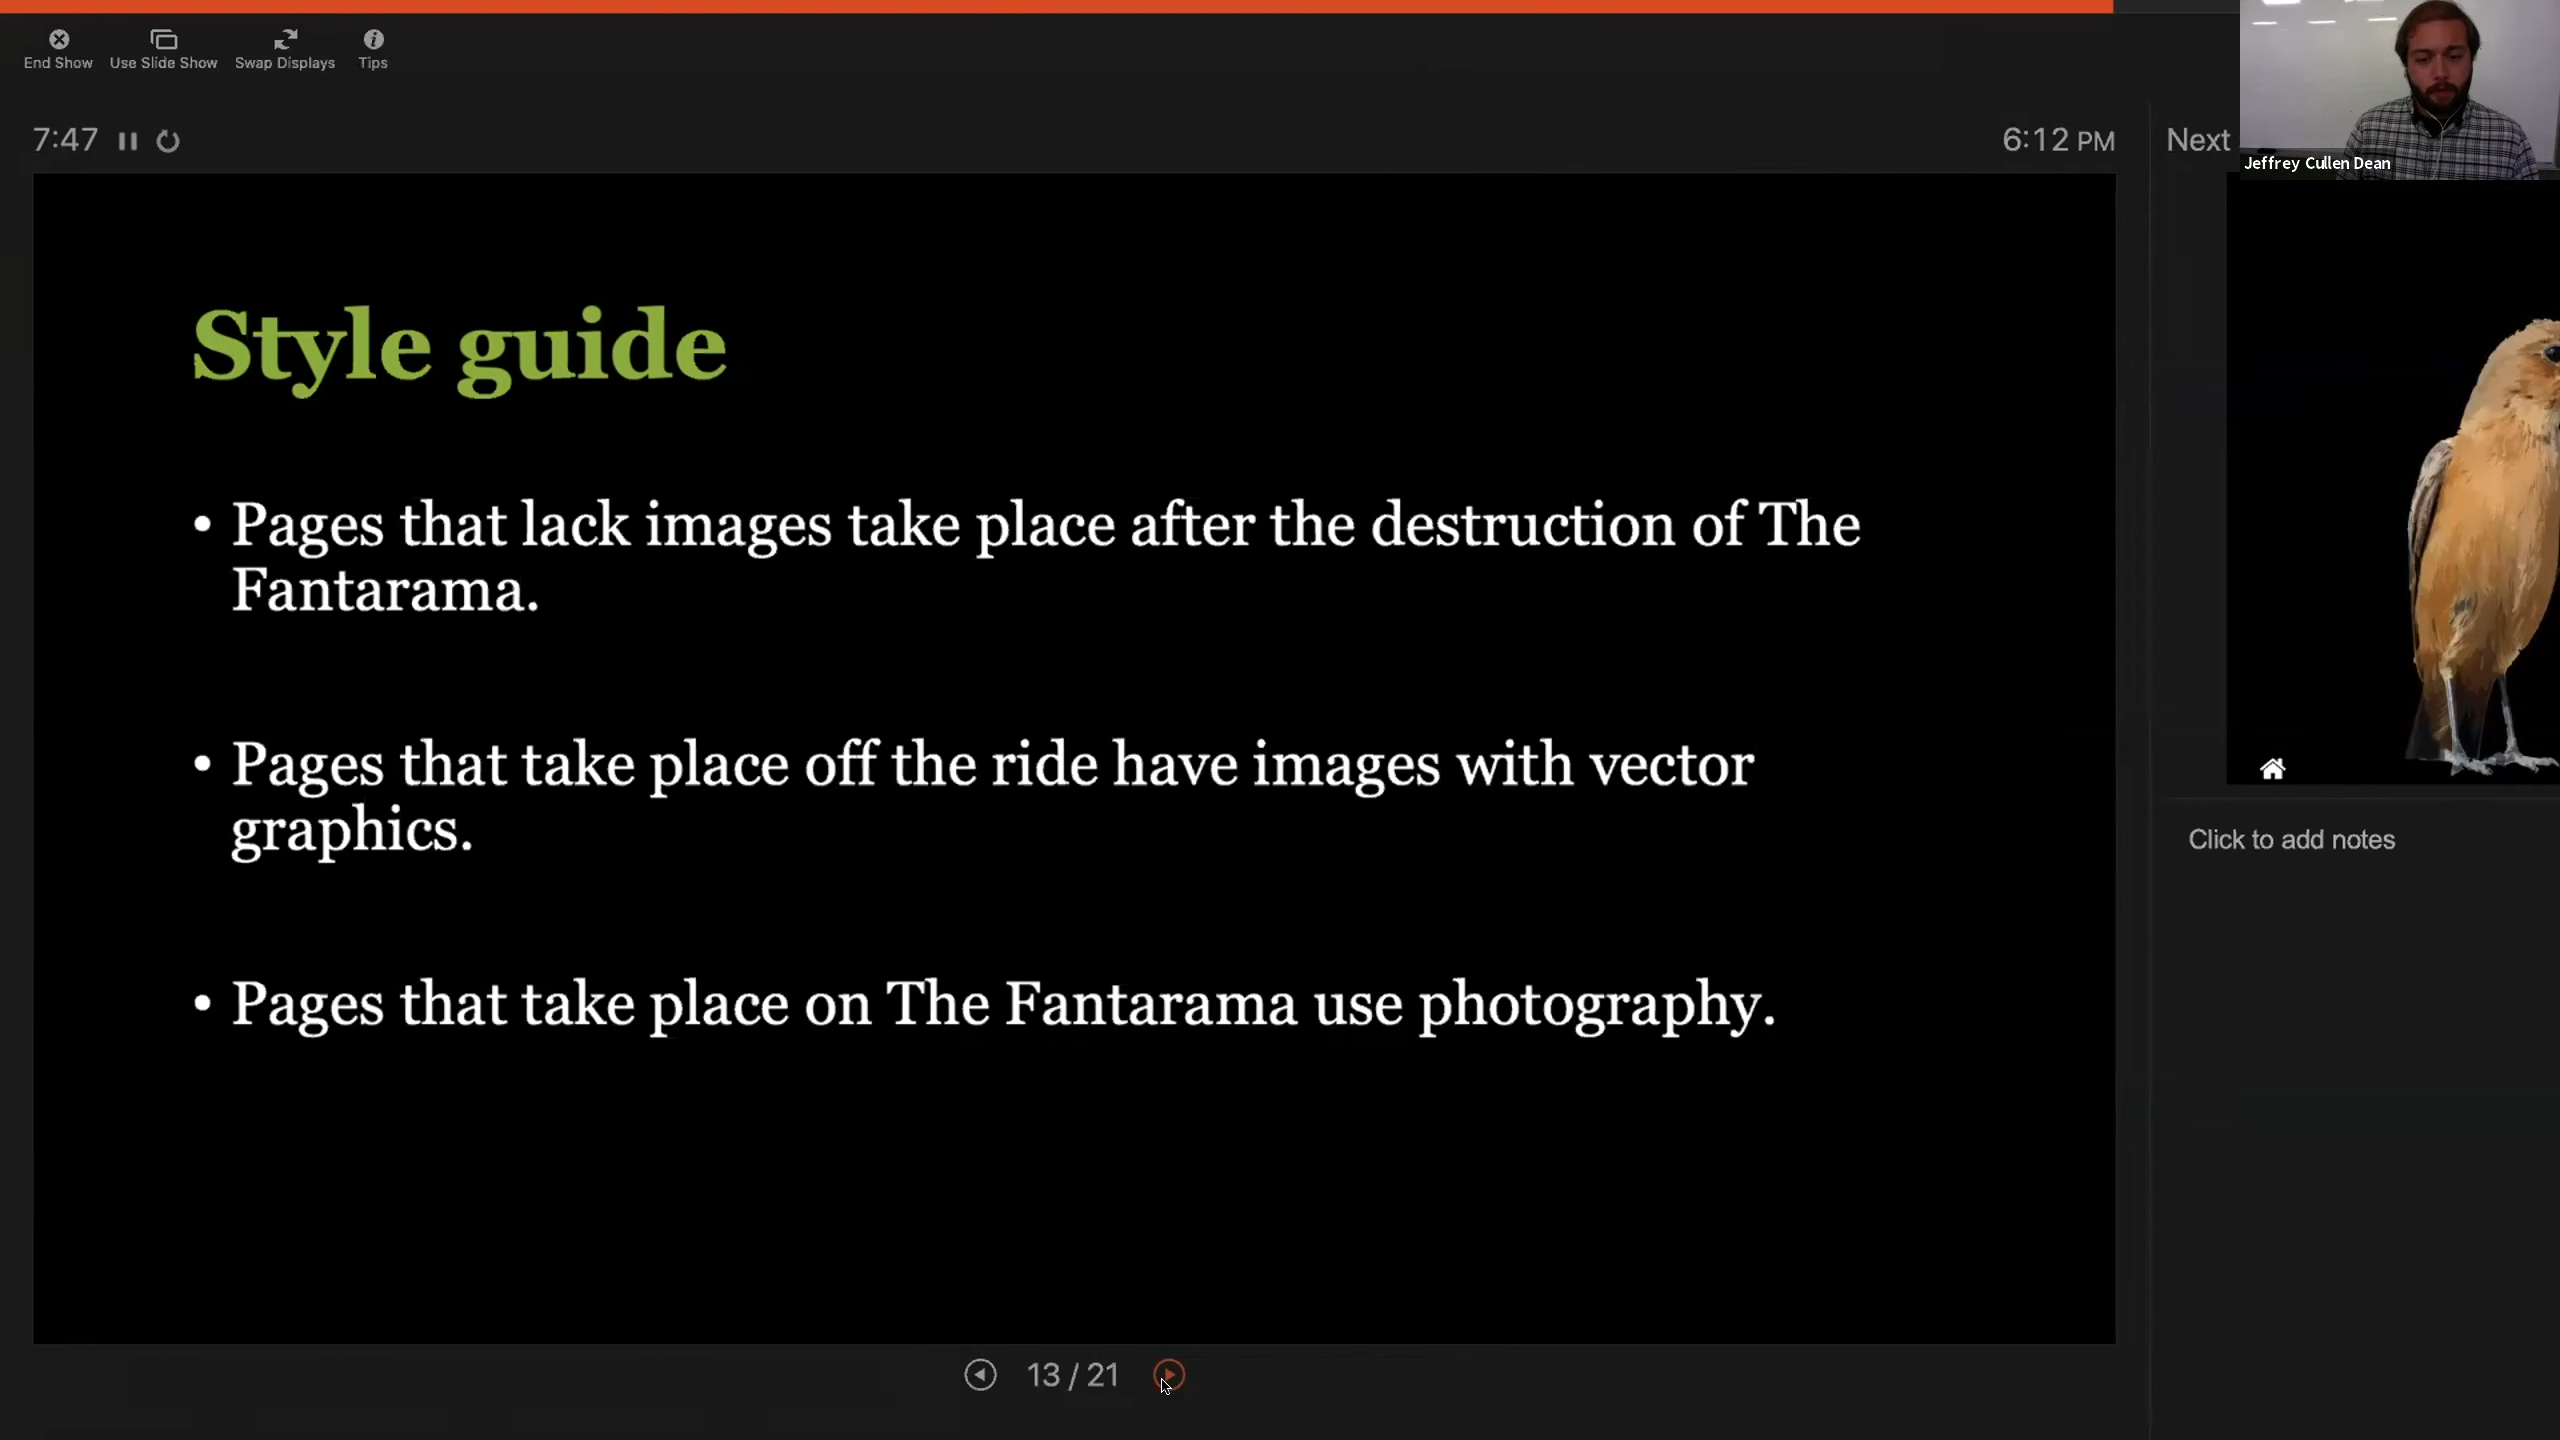 End Show
Use Slide Show
Swap Displays
Tips
7:47
6:12 PM
Next
Jeffrey Cullen Dean
Style guide
• Pages that lack images take place after the destruction of The
Fantarama.
• Pages that take place off the ride have images with vector
graphics.
• Pages that take place on The Fantarama use photography.
Click to add notes
13 / 21